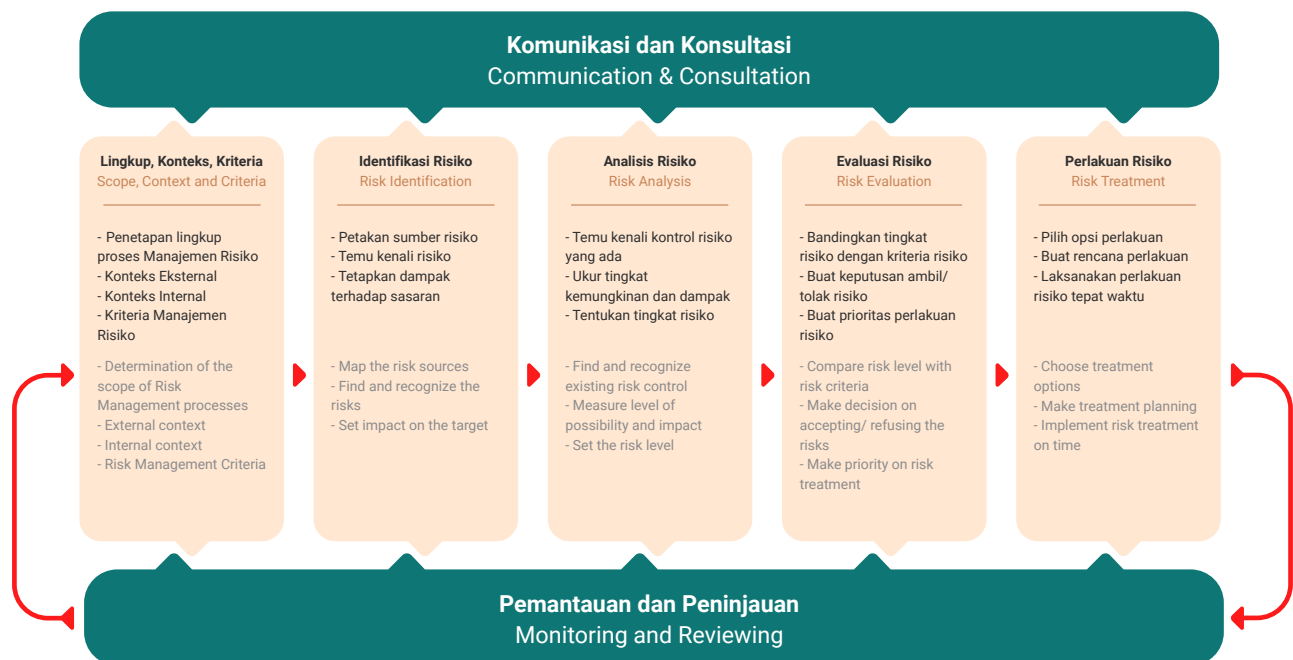 Komunikasi dan Konsultasi
Communication & Consultation
Lingkup, Konteks, Kriteria
Scope, Context and Criteria
- Penetapan lingkup
proses Manajemen Risiko
- Konteks Eksternal
- Konteks Internal
- Kriteria Manajemen
Risiko
- Determination of the
scope of Risk
Management processes
- External context
- Internal context
- Risk Management Criteria
Identifikasi Risiko
Risk Identification
- Petakan sumber risiko
- Temu kenali risiko
- Tetapkan dampak
terhadap sasaran
- Map the risk sources
- Find and recognize the
risks
- Set impact on the target
Analisis Risiko
Risk Analysis
- Temu kenali kontrol risiko
yang ada
- Ukur tingkat
kemungkinan dan dampak
- Tentukan tingkat risiko
- Find and recognize
existing risk control
- Measure level of
possibility and impact
- Set the risk level
Evaluasi Risiko
Risk Evaluation
- Bandingkan tingkat
risiko dengan kriteria risiko
- Buat keputusan ambil/
tolak risiko
- Buat prioritas perlakuan
risiko
- Compare risk level with
risk criteria
- Make decision on
accepting/ refusing the
risks
- Make priority on risk
treatment
Perlakuan Risiko
Risk Treatment
- Pilih opsi perlakuan
- Buat rencana perlakuan
- Laksanakan perlakuan
risiko tepat waktu
- Choose treatment
options
- Make treatment planning
- Implement risk treatment
on time
Pemantauan dan Peninjauan
Monitoring and Reviewing